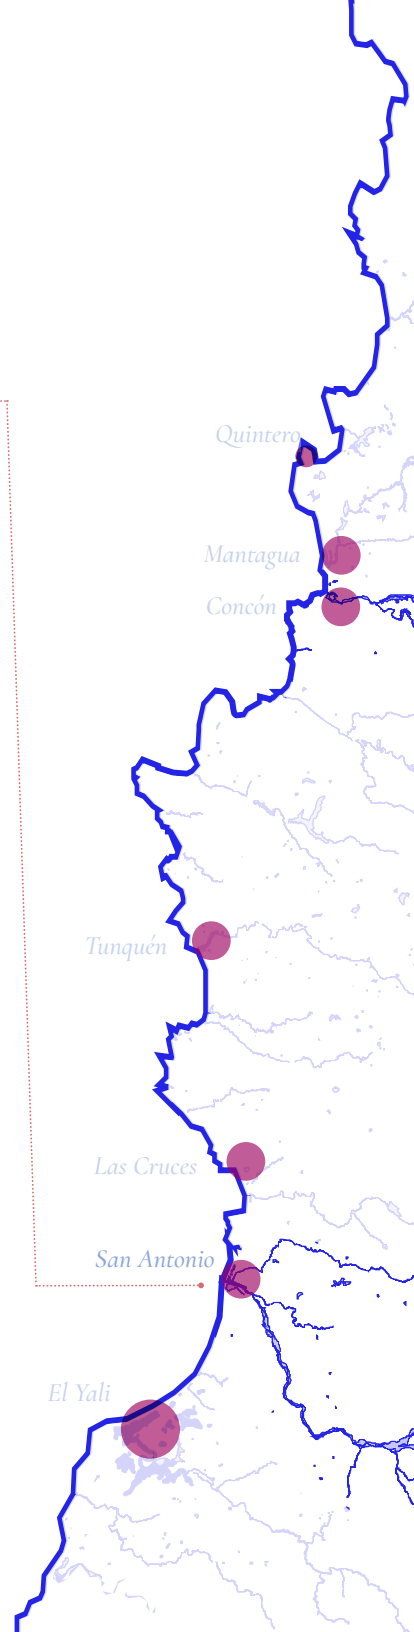 Quintero
Mantagua
Concón
Tunquén
Las Cruces
San Antonio
El Yali